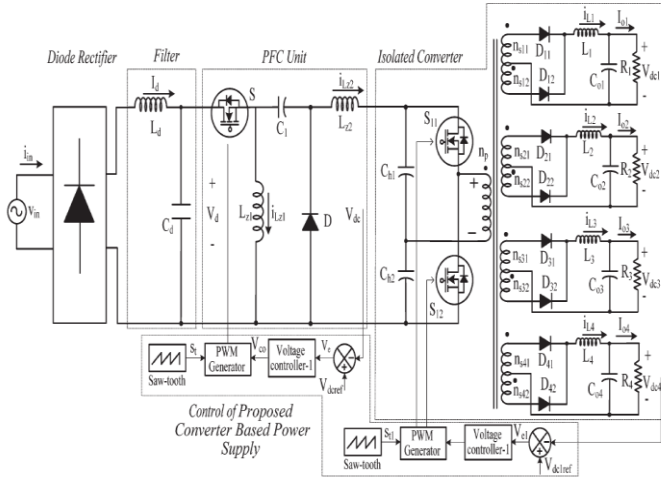 Diode Rectifier
Filter
PFC Unit
Isolated Converter
i_in
v_in
I_d
L_d
C_d
+
V_d
-
S
C_1
i_Lz2
L_z2
L_z1
i_Lz1
D
V_dc
S_11
S_12
C_h1
C_h2
n_p
+
−
n_s11
n_s12
D_11
D_12
i_L1
L_1
I_o1
C_o1
R_1
+
V_dc1
-
n_s21
n_s22
D_21
D_22
i_L2
L_2
I_o2
C_o2
R_2
+
V_dc2
-
n_s31
n_s32
D_31
D_32
i_L3
L_3
I_o3
C_o3
R_3
+
V_dc3
-
n_s41
n_s42
D_41
D_42
i_L4
L_4
I_o4
C_o4
R_4
+
V_dc4
-
Saw-tooth
s_t
PWM
Generator
V_co
Voltage
controller-1
V_e
V_dcref
Control of Proposed
Converter Based Power
Supply
Saw-tooth
s_t1
PWM
Generator
Voltage
controller-1
V_e1
V_dc1ref